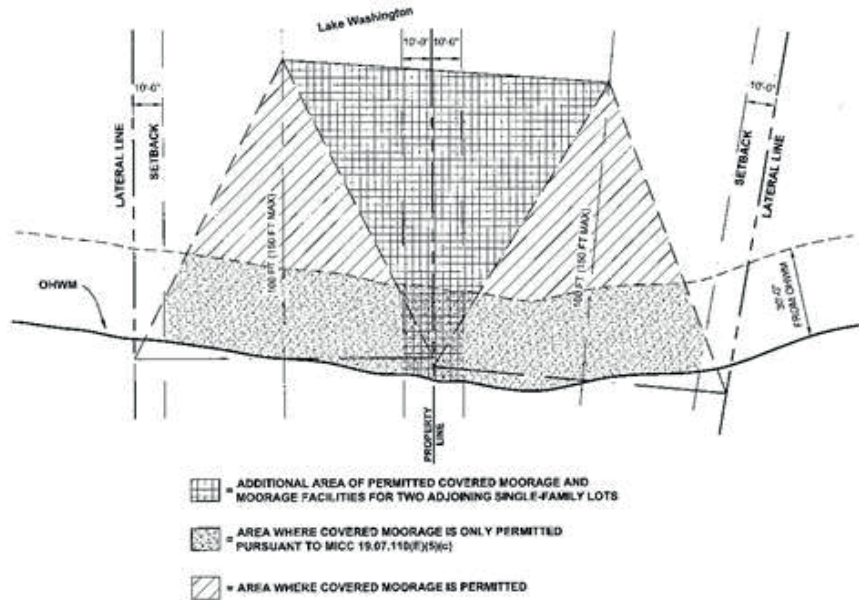 Lake Washington
10'-0" 10'-0"
10'-0"
10'-0"
LATERAL LINE
SETBACK
SETBACK
LATERAL LINE
100 FT (150 FT MAX)
100 FT (150 FT MAX)
OHWM
30'-0"
FROM OHWM
PROPERTY
LINE
= ADDITIONAL AREA OF PERMITTED COVERED MOORAGE AND
MOORAGE FACILITIES FOR TWO ADJOINING SINGLE-FAMILY LOTS
= AREA WHERE COVERED MOORAGE IS ONLY PERMITTED
PURSUANT TO MICC 19.07.110(E)(5)(c)
= AREA WHERE COVERED MOORAGE IS PERMITTED